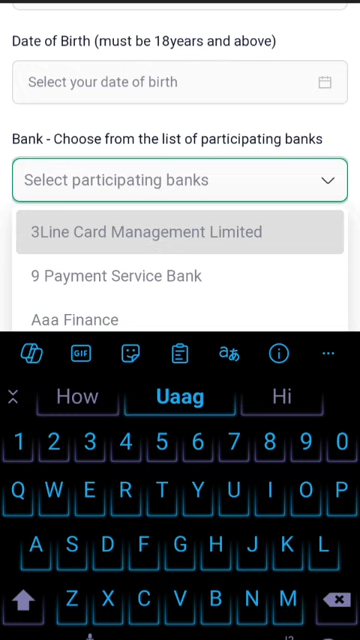 Date of Birth (must be 18years and above)
Select your date of birth
Bank - Choose from the list of participating banks
Select participating banks
3Line Card Management Limited
9 Payment Service Bank
Aaa Finance
GIF
How Uaag Hi
1 2 3 4 5 6 7 8 9 0
Q W E R T Y U I O P
A S D F G H J K L
Z X C V B N M